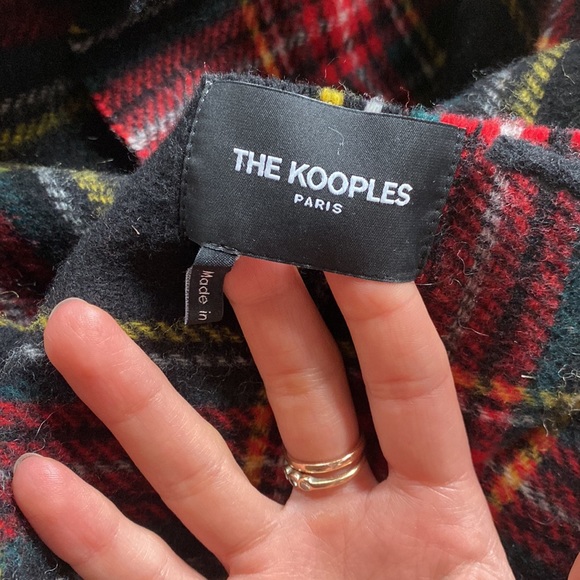 THE KOOPLES
PARIS
Made in